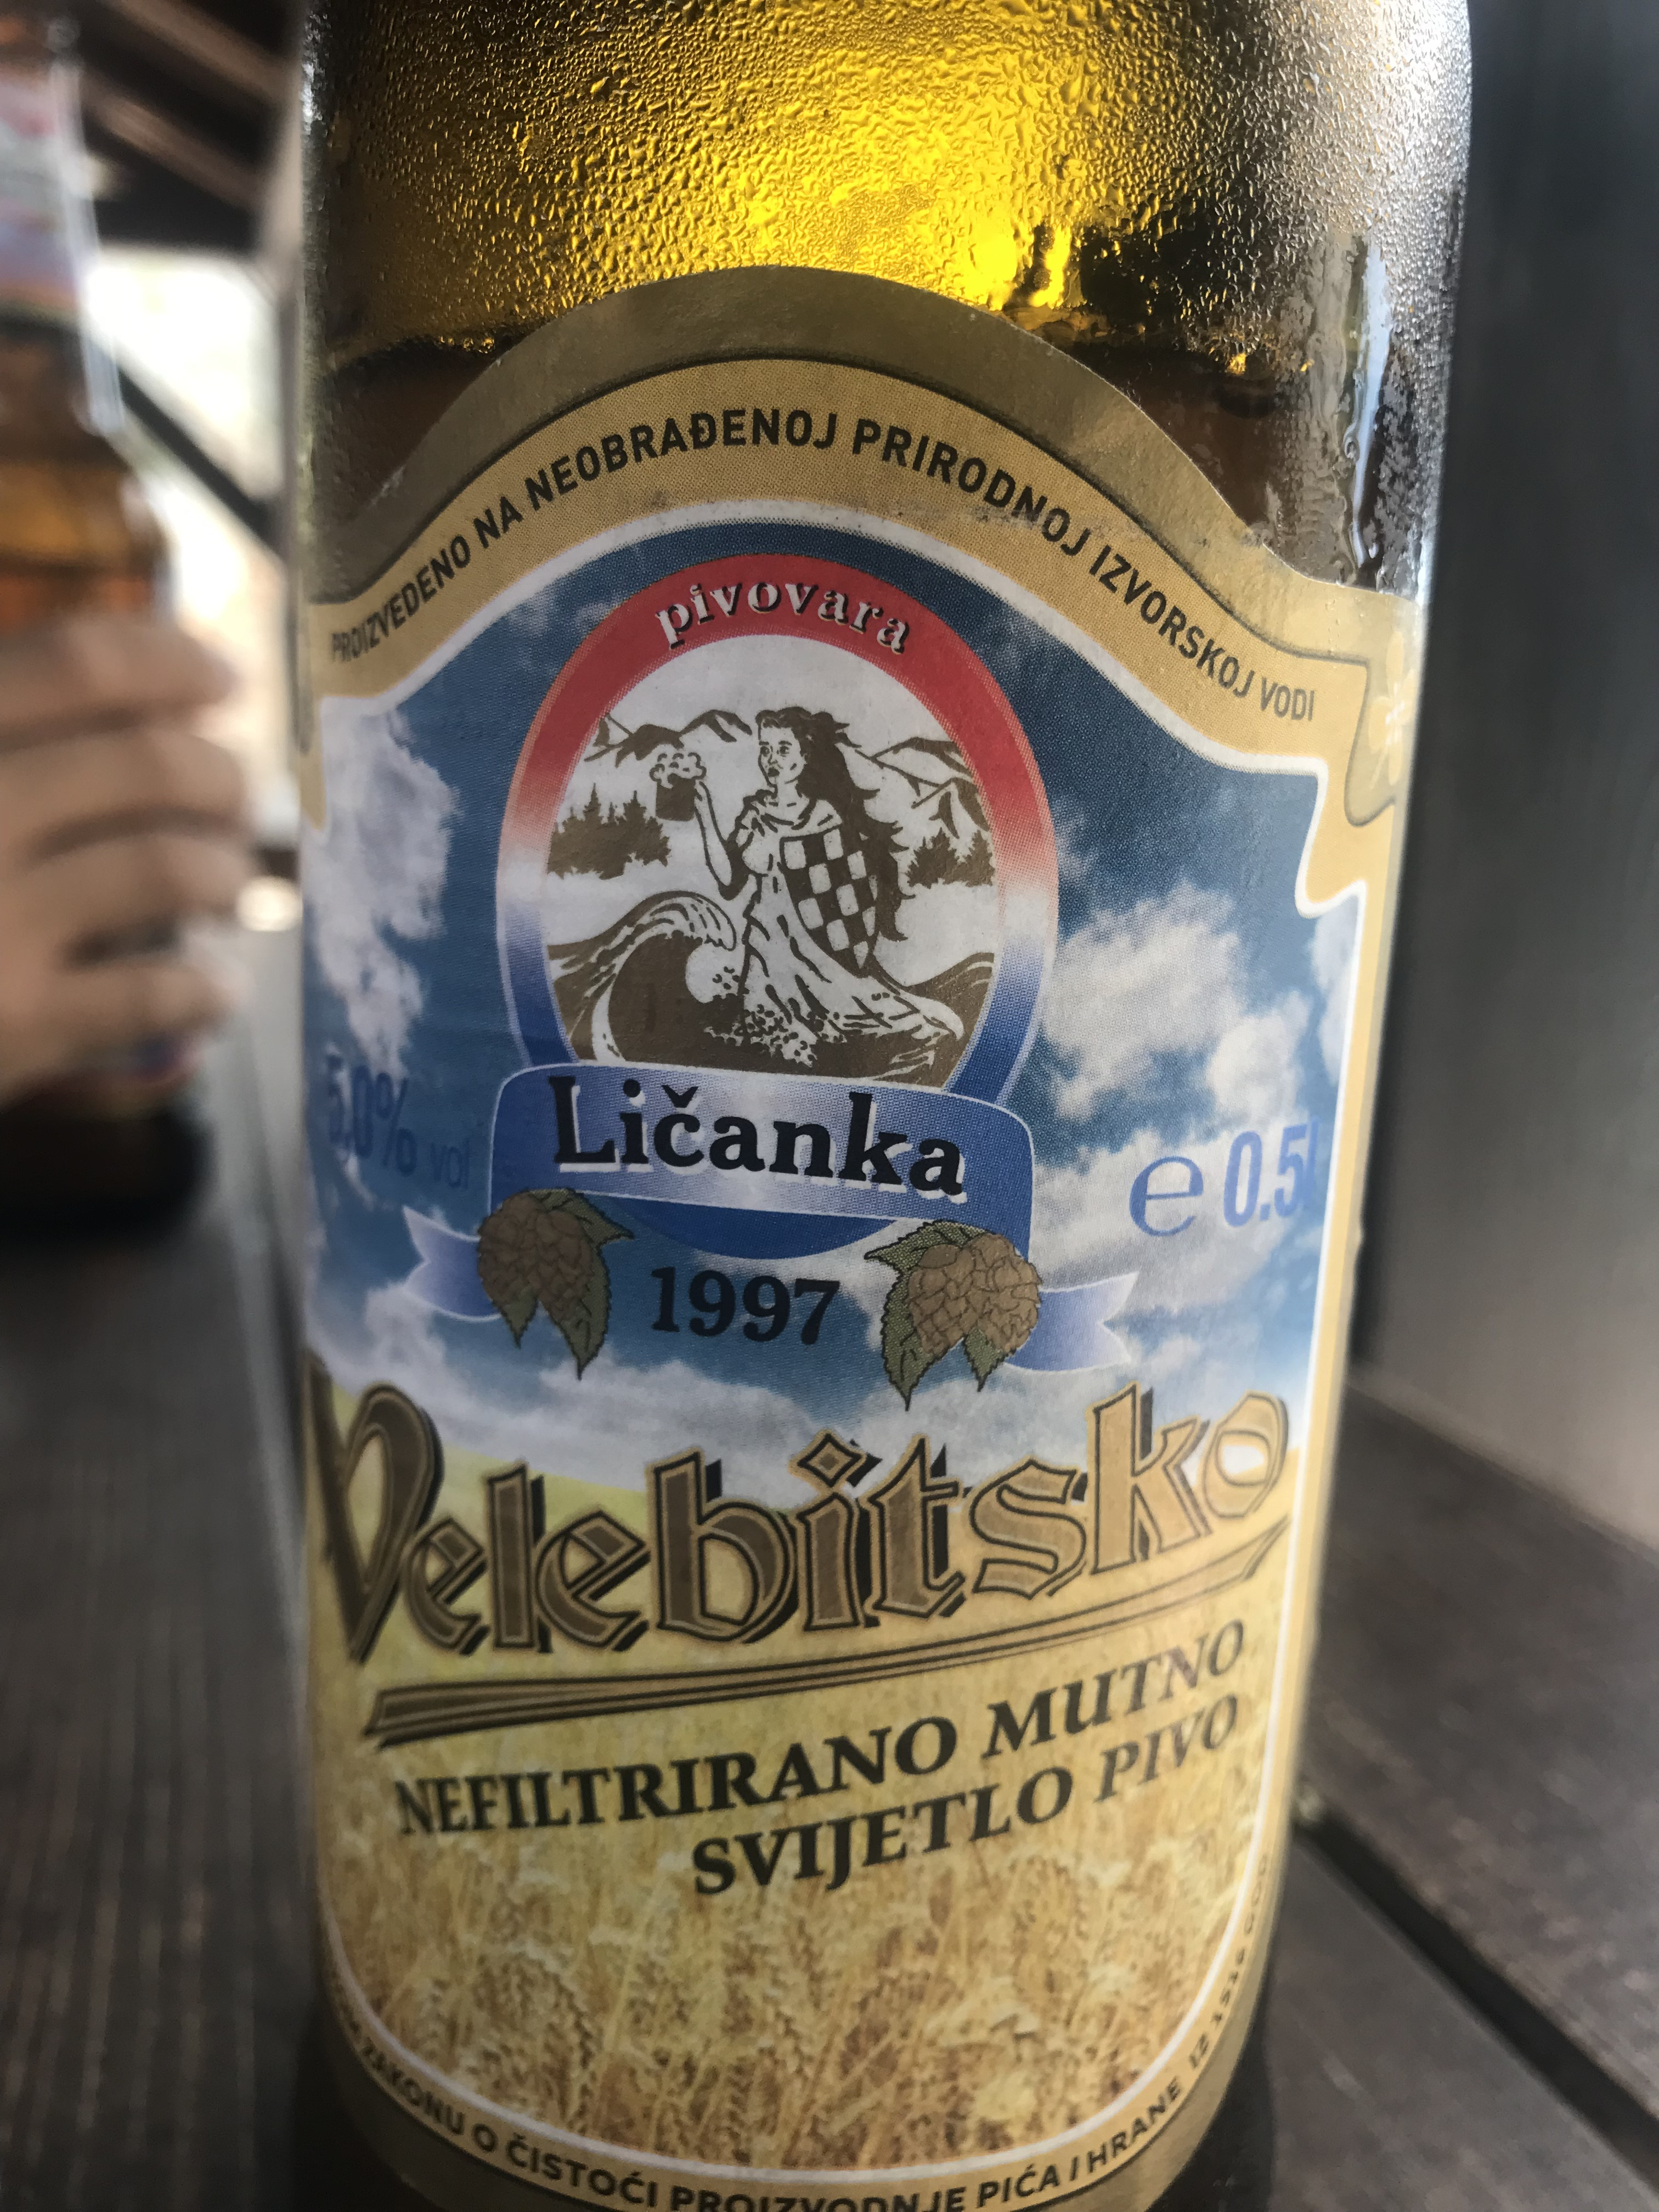 PROIZVEDENO NA NEOBRAĐENOJ PRIRODNOJ IZVORSKOJ VODI
pivovara
Ličanka
5.0% vol
e 0.5l
1997
Velebitsko
NEFILTRIRANO MUTNO
SVIJETLO PIVO
ZAKONU O ČISTOĆI PROIZVODNJE PIĆA I HRANE IZ